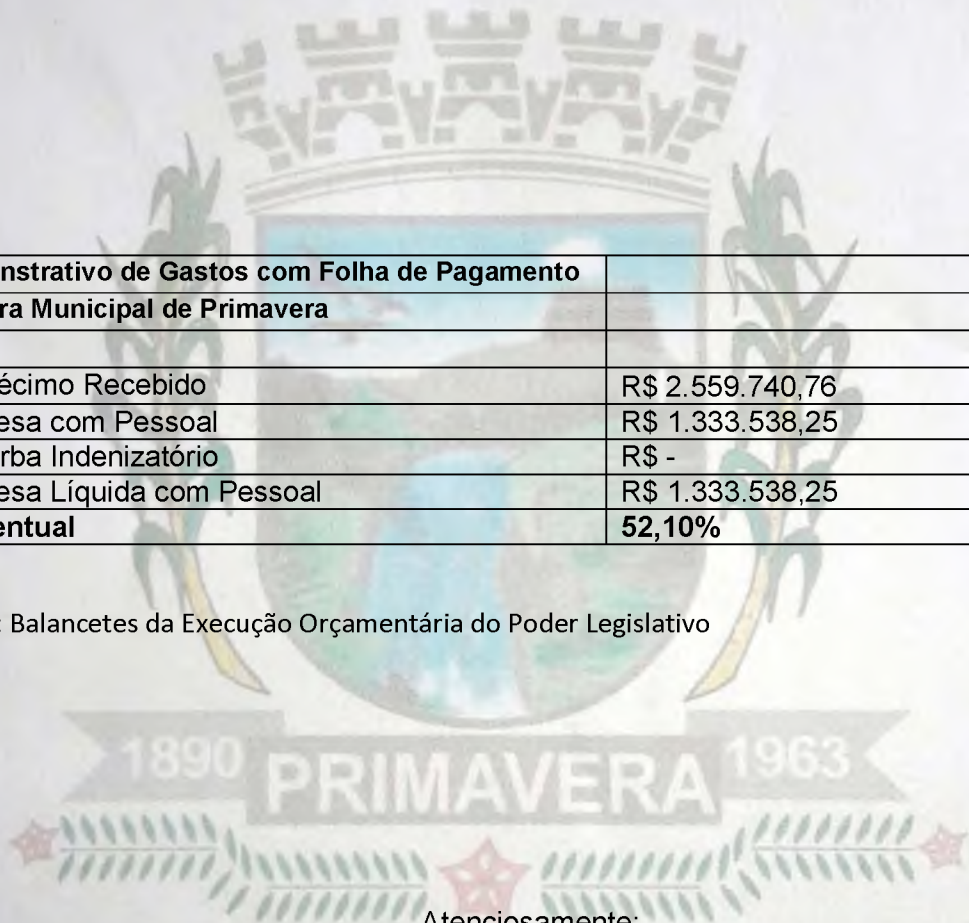 nstrativo de Gastos com Folha de Pagamento
ra Municipal de Primavera
écimo Recebido R$ 2.559.740,76
esa com Pessoal R$ 1.333.538,25
rba Indenizatório R$ -
esa Líquida com Pessoal R$ 1.333.538,25
entual 52,10%
: Balancetes da Execução Orçamentária do Poder Legislativo
1890 PRIMAVERA 1963
Atenciosamente: